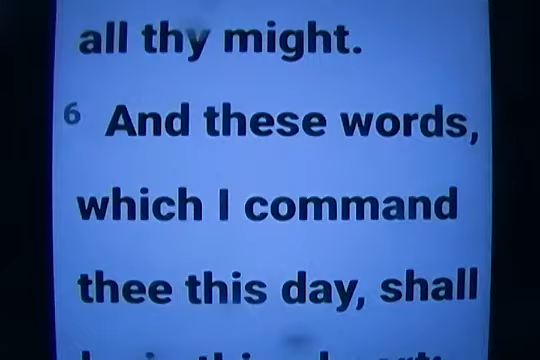 all thy might.
6 And these words,
which I command
thee this day, shall